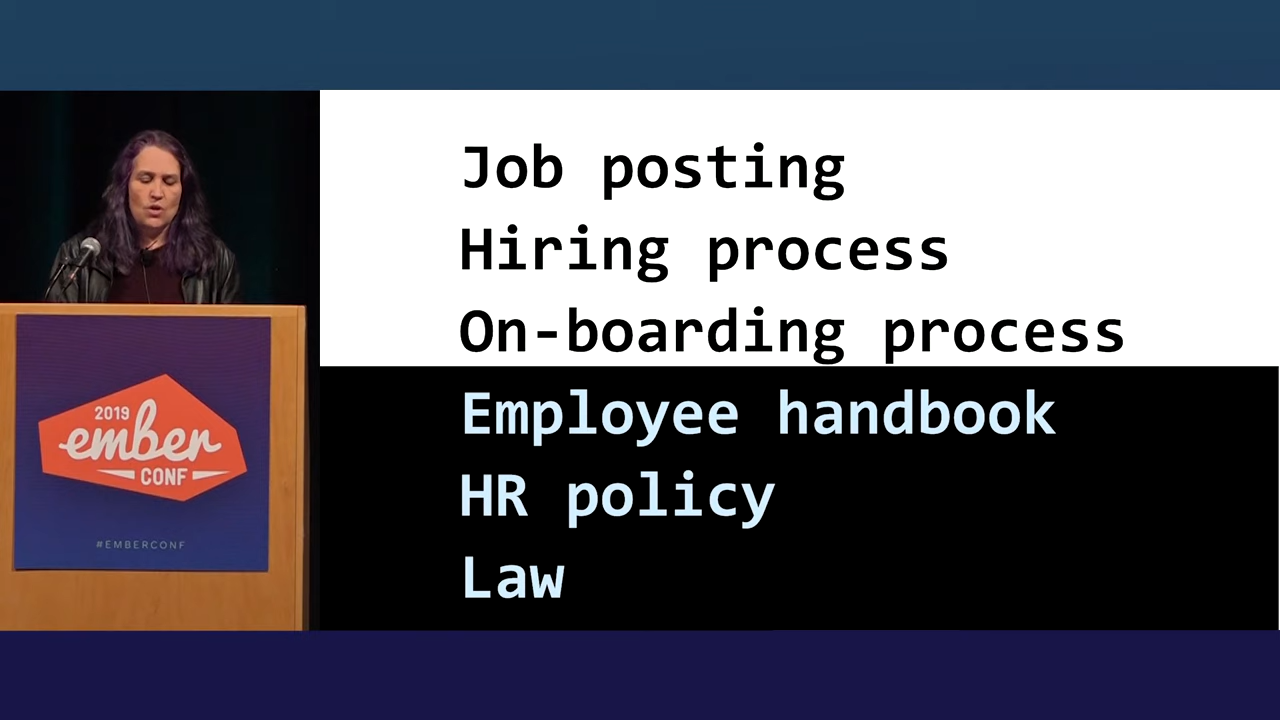 Job posting
Hiring process
On-boarding process
Employee handbook
HR policy
Law
2019
ember
CONF
#EMBERCONF